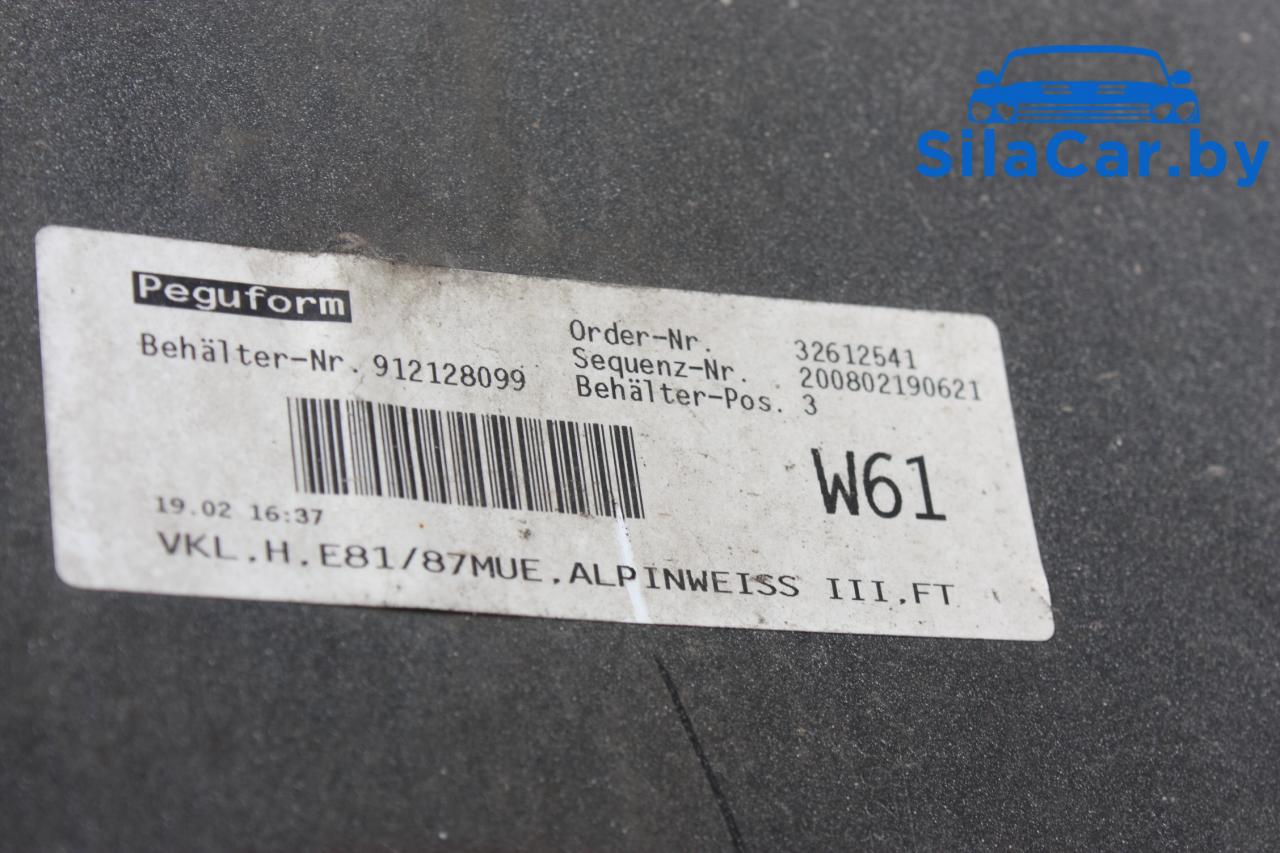 SilaCar.by
Peguform
Behälter-Nr. 912128099
Order-Nr. 32612541
Sequenz-Nr. 200802190621
Behälter-Pos. 3
W61
19.02 16:37
VKL.H.E81/87MUE.ALPINWEISS III.FT